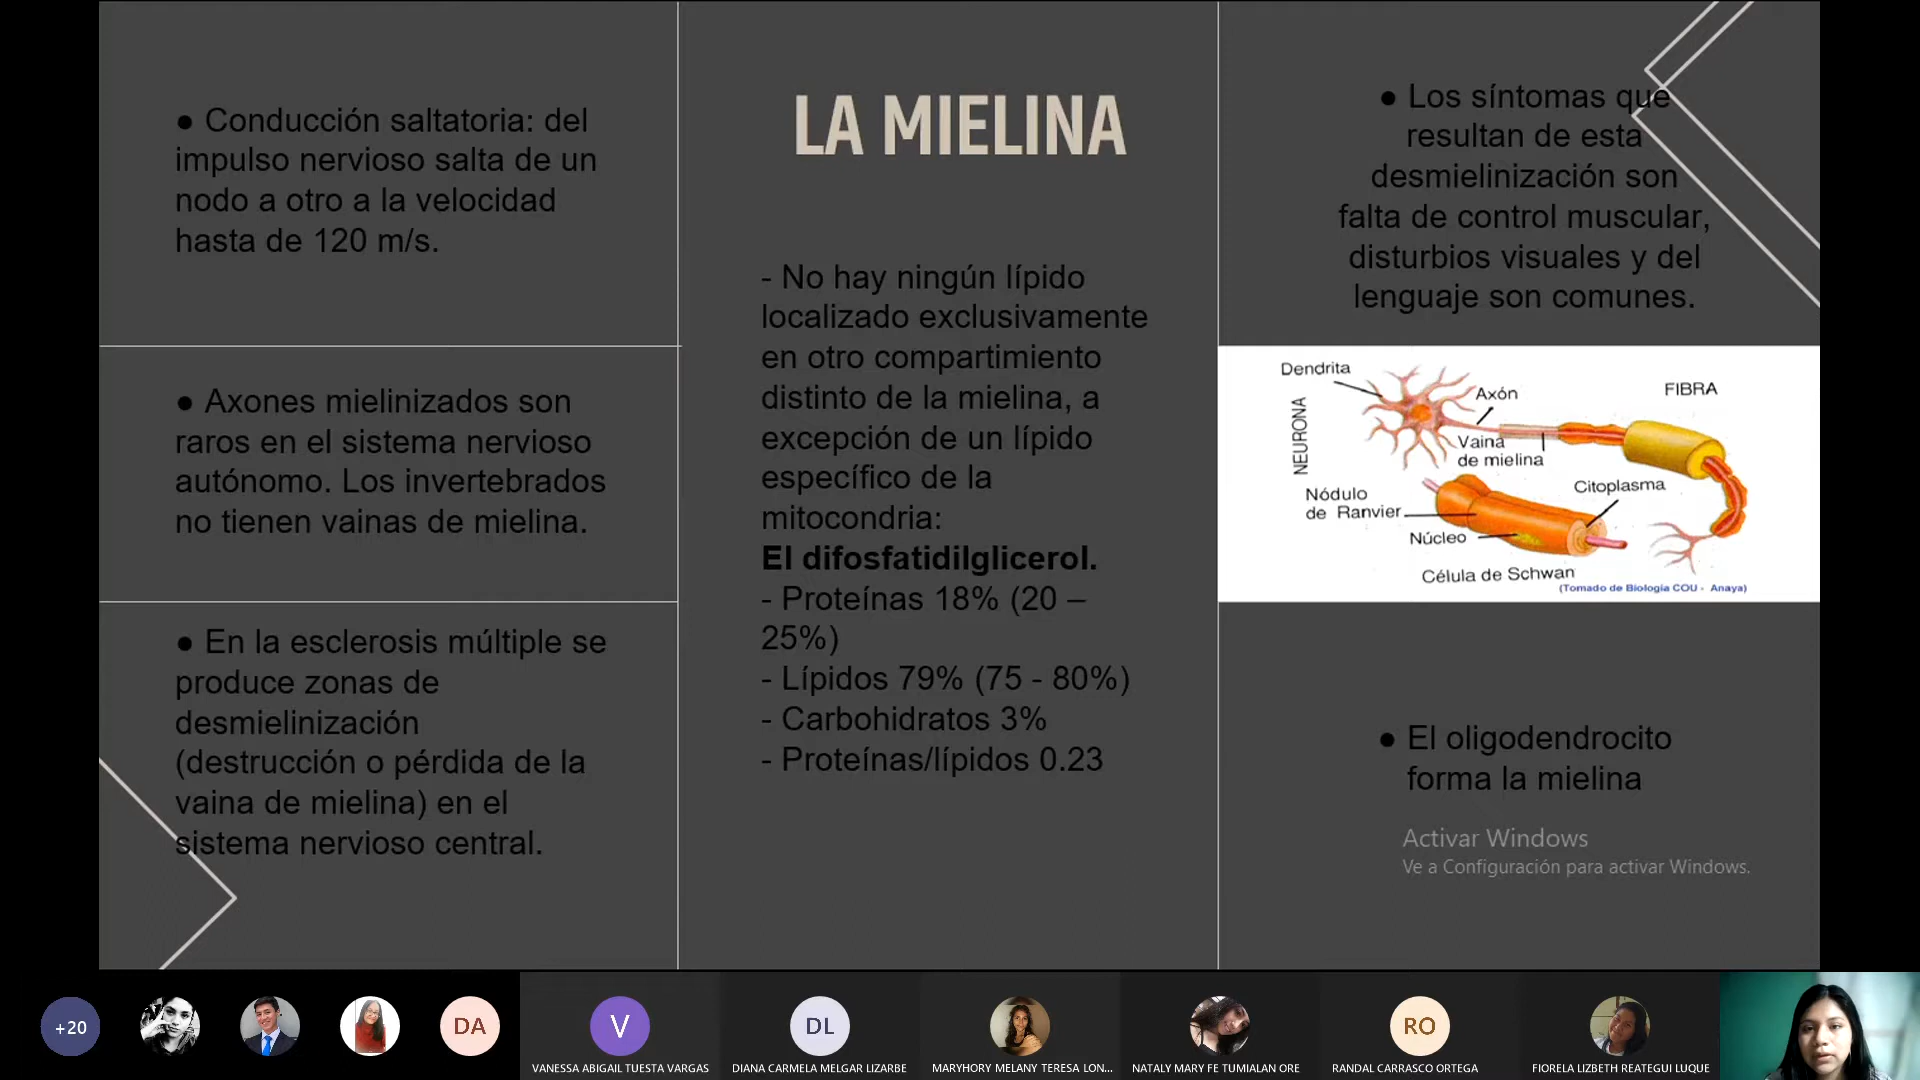 ● Conducción saltatoria: del
impulso nervioso salta de un
nodo a otro a la velocidad
hasta de 120 m/s.
● Axones mielinizados son
raros en el sistema nervioso
autónomo. Los invertebrados
no tienen vainas de mielina.
● En la esclerosis múltiple se
produce zonas de
desmielinización
(destrucción o pérdida de la
vaina de mielina) en el
sistema nervioso central.
LA MIELINA
- No hay ningún lípido
localizado exclusivamente
en otro compartimiento
distinto de la mielina, a
excepción de un lípido
específico de la
mitocondria:
El difosfatidilglicerol.
- Proteínas 18% (20 –
25%)
- Lípidos 79% (75 - 80%)
- Carbohidratos 3%
- Proteínas/lípidos 0.23
● Los síntomas que
resultan de esta
desmielinización son
falta de control muscular,
disturbios visuales y del
lenguaje son comunes.
Dendrita
Axón
FIBRA
NEURONA
Vaina
de mielina
Citoplasma
Nódulo
de Ranvier
Núcleo
Célula de Schwan
(Tomado de Biología COU - Anaya)
● El oligodendrocito
forma la mielina
Activar Windows
Ve a Configuración para activar Windows.
+20
DA
V
DL
RO
VANESSA ABIGAIL TUESTA VARGAS
DIANA CARMELA MELGAR LIZARBE
MARYHORY MELANY TERESA LON...
NATALY MARY FE TUMIALAN ORE
RANDAL CARRASCO ORTEGA
FIORELA LIZBETH REATEGUI LUQUE